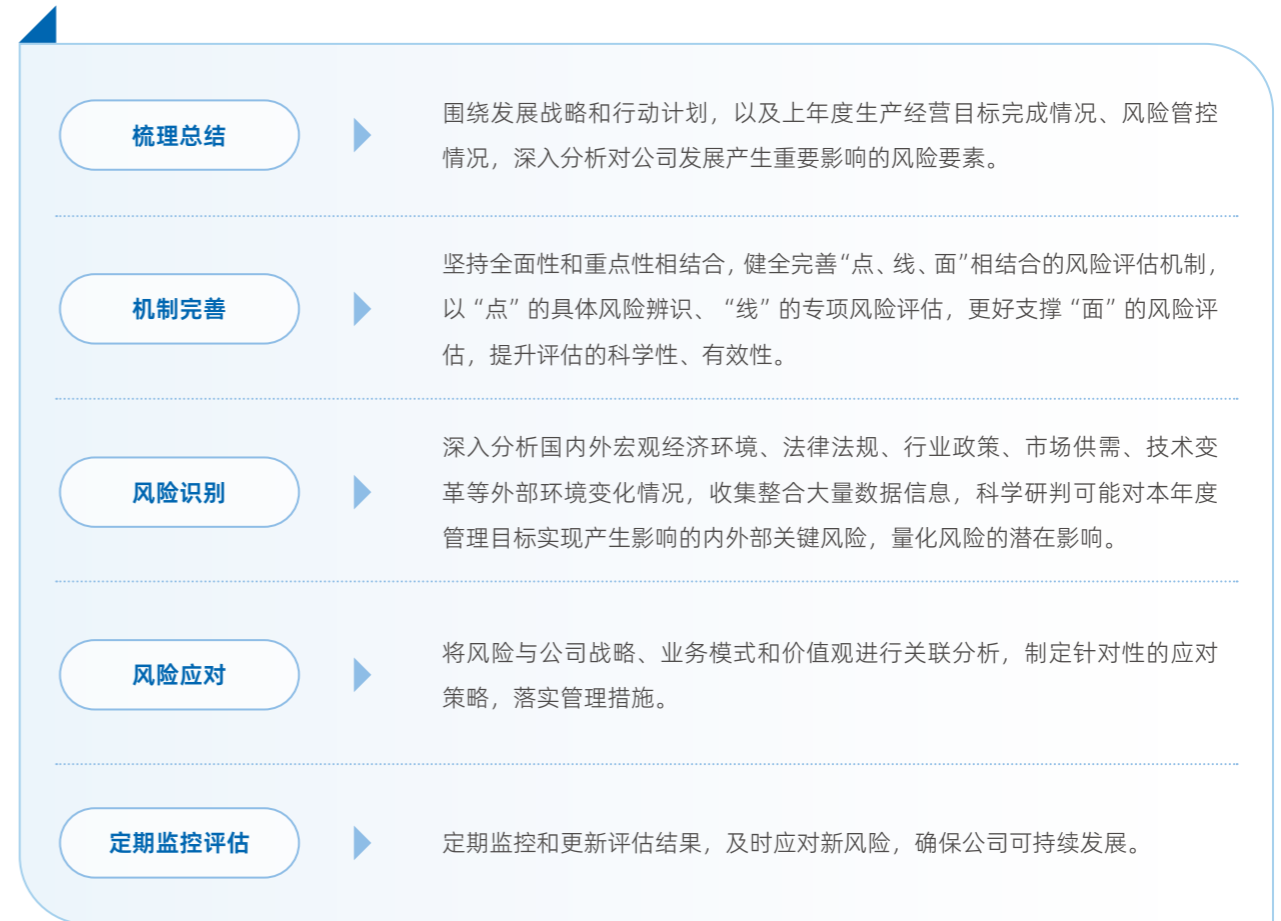 梳理总结
围绕发展战略和行动计划，以及上年度生产经营目标完成情况、风险管控
情况，深入分析对公司发展产生重要影响的风险要素。
机制完善
坚持全面性和重点性相结合，健全完善“点、线、面”相结合的风险评估机制，
以“点”的具体风险辨识、“线”的专项风险评估，更好支撑“面”的风险评
估，提升评估的科学性、有效性。
风险识别
深入分析国内外宏观经济环境、法律法规、行业政策、市场供需、技术变
革等外部环境变化情况，收集整合大量数据信息，科学研判可能对本年度
管理目标实现产生影响的内外部关键风险，量化风险的潜在影响。
风险应对
将风险与公司战略、业务模式和价值观进行关联分析，制定针对性的应对
策略，落实管理措施。
定期监控评估
定期监控和更新评估结果，及时应对新风险，确保公司可持续发展。